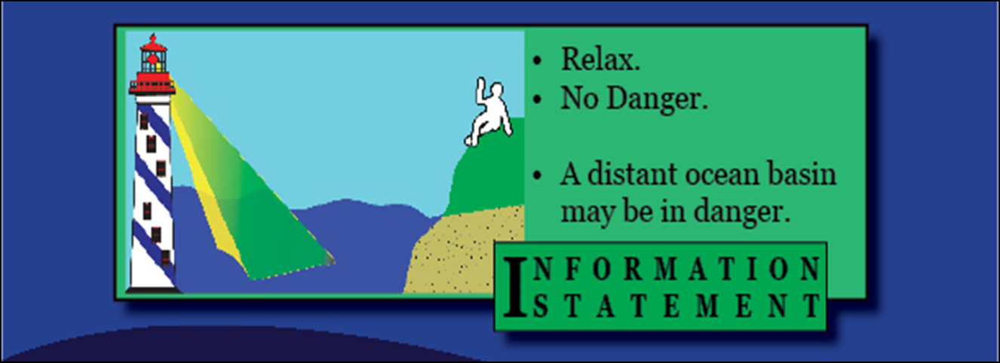 • Relax.
• No Danger.
• A distant ocean basin
may be in danger.
INFORMATION
STATEMENT